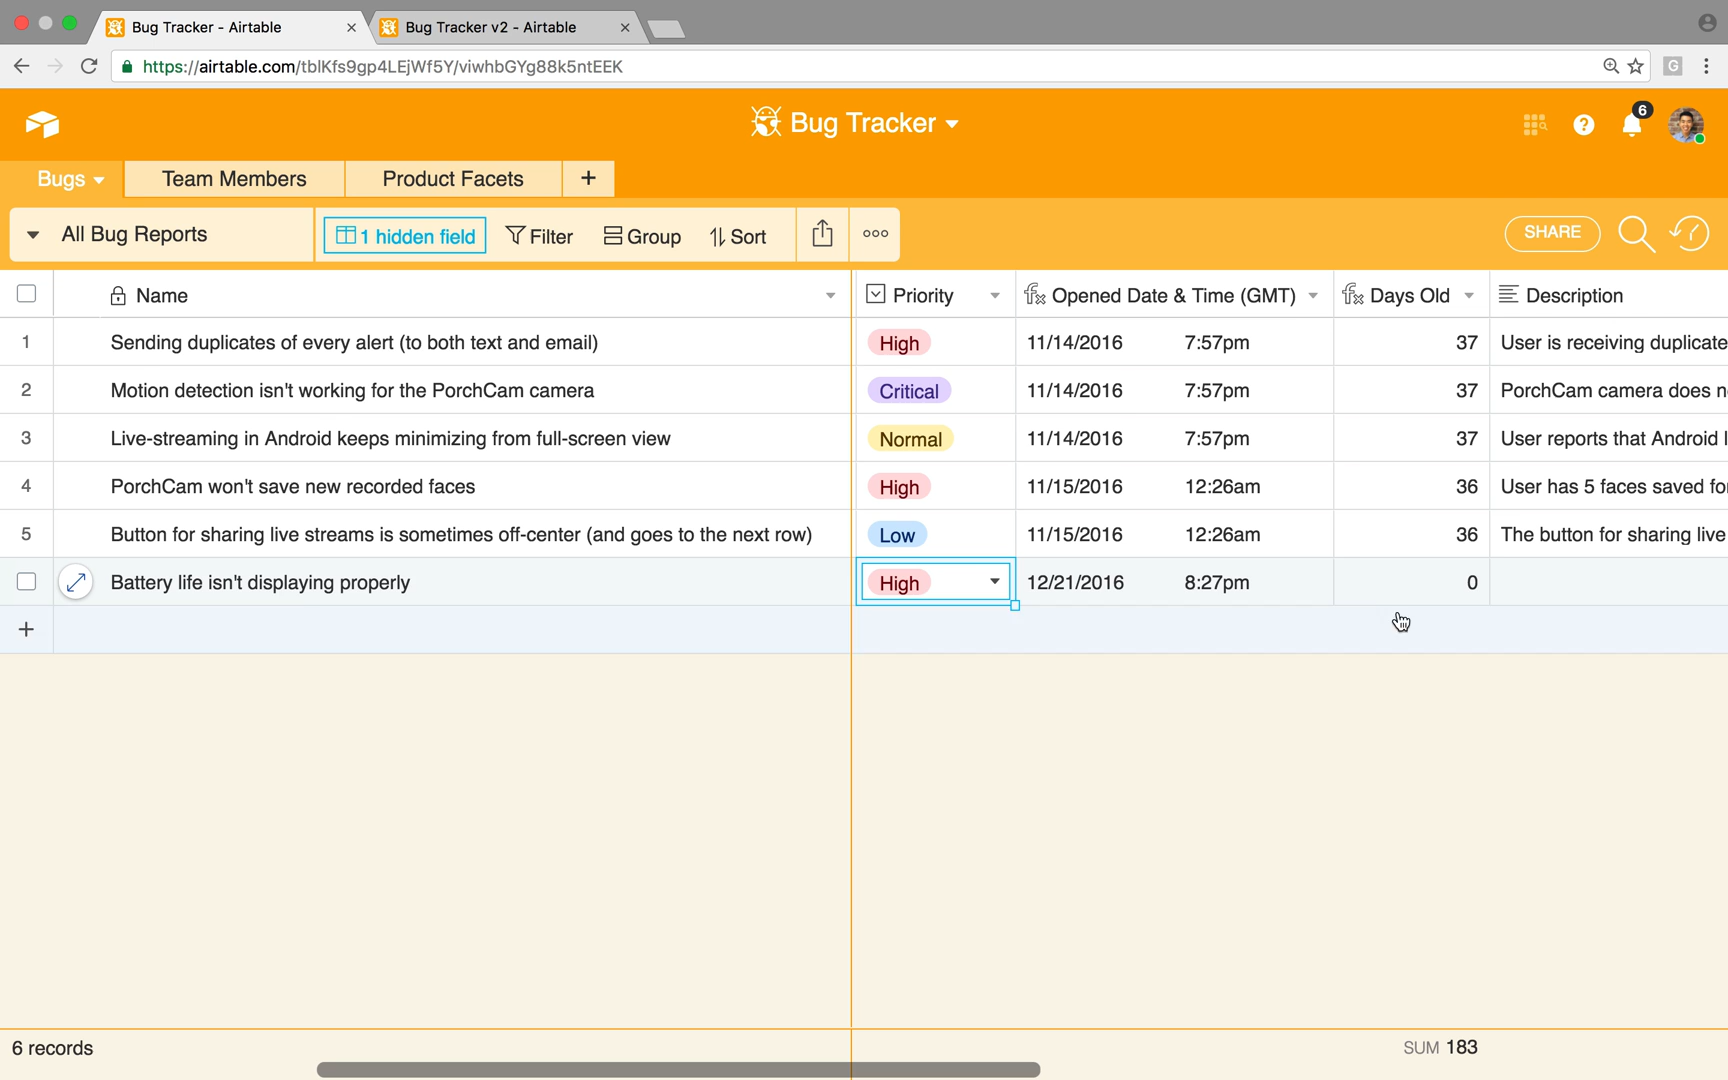 Bug Tracker - Airtable
Bug Tracker v2 - Airtable
https://airtable.com/tblKfs9gp4LEjWf5Y/viwhbGYg88k5ntEEK
G
Bug Tracker
?
6
Bugs
Team Members
Product Facets
+
All Bug Reports
1 hidden field
Filter
Group
Sort
SHARE
Name
Priority
Opened Date & Time (GMT)
Days Old
Description
1 Sending duplicates of every alert (to both text and email) High 11/14/2016 7:57pm 37 User is receiving duplicate
2 Motion detection isn't working for the PorchCam camera Critical 11/14/2016 7:57pm 37 PorchCam camera does n
3 Live-streaming in Android keeps minimizing from full-screen view Normal 11/14/2016 7:57pm 37 User reports that Android l
4 PorchCam won't save new recorded faces High 11/15/2016 12:26am 36 User has 5 faces saved fo
5 Button for sharing live streams is sometimes off-center (and goes to the next row) Low 11/15/2016 12:26am 36 The button for sharing live
Battery life isn't displaying properly High 12/21/2016 8:27pm 0
+
6 records
SUM 183